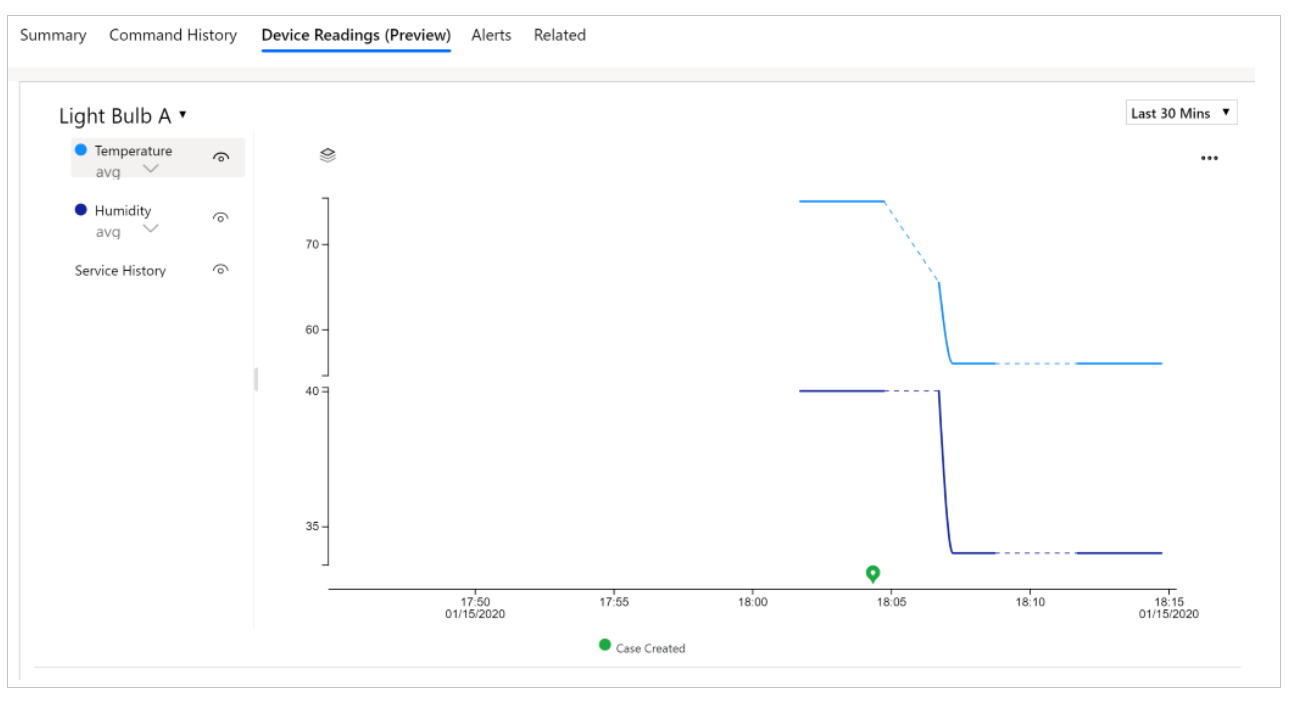 Summary Command History Device Readings (Preview) Alerts Related
Light Bulb A
Last 30 Mins
Temperature
avg
Humidity
avg
Service History
70
60
40
35
17:50 17:55 18:00 18:05 18:10 18:15
01/15/2020 01/15/2020
Case Created